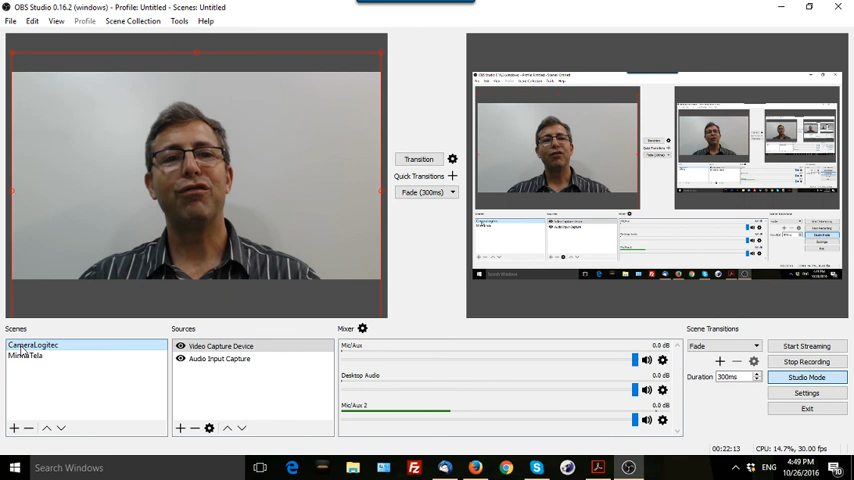 OBS Studio 0.16.2 (windows) - Profile: Untitled - Scenes: Untitled
File Edit View Profile Scene Collection Tools Help
Transition
Quick Transitions
Fade (300ms)
Scenes
CameraLogitec
MinhaTela
Sources
Video Capture Device
Audio Input Capture
Mixer
Mic/Aux 0.0 dB
Desktop Audio 0.0 dB
Mic/Aux 2 0.0 dB
Scene Transitions
Fade
Duration 300ms
Start Streaming
Stop Recording
Studio Mode
Settings
Exit
00:22:13 CPU: 14.7%, 30.00 fps
Search Windows
ENG
4:49 PM
10/26/2016